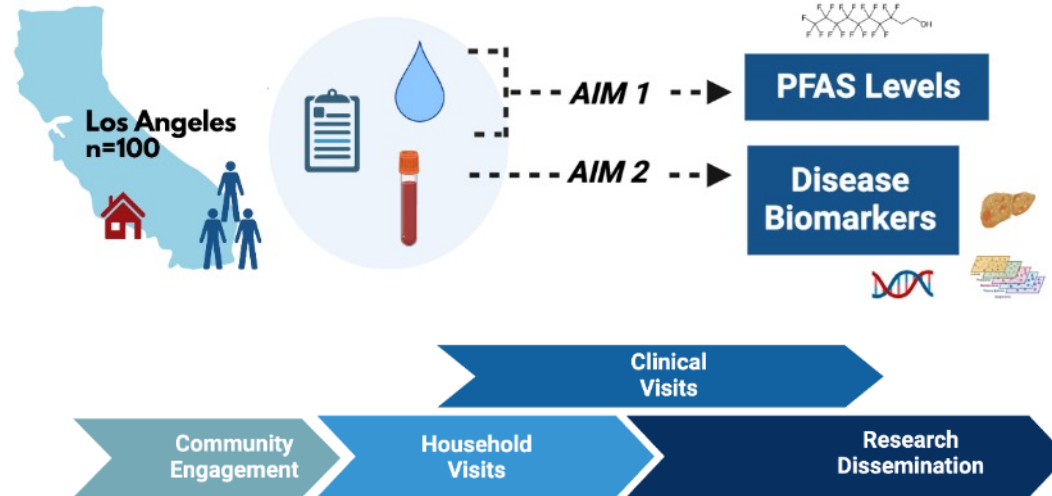 Los Angeles
n=100
AIM 1
PFAS Levels
AIM 2
Disease
Biomarkers
Clinical
Visits
Community
Engagement
Household
Visits
Research
Dissemination